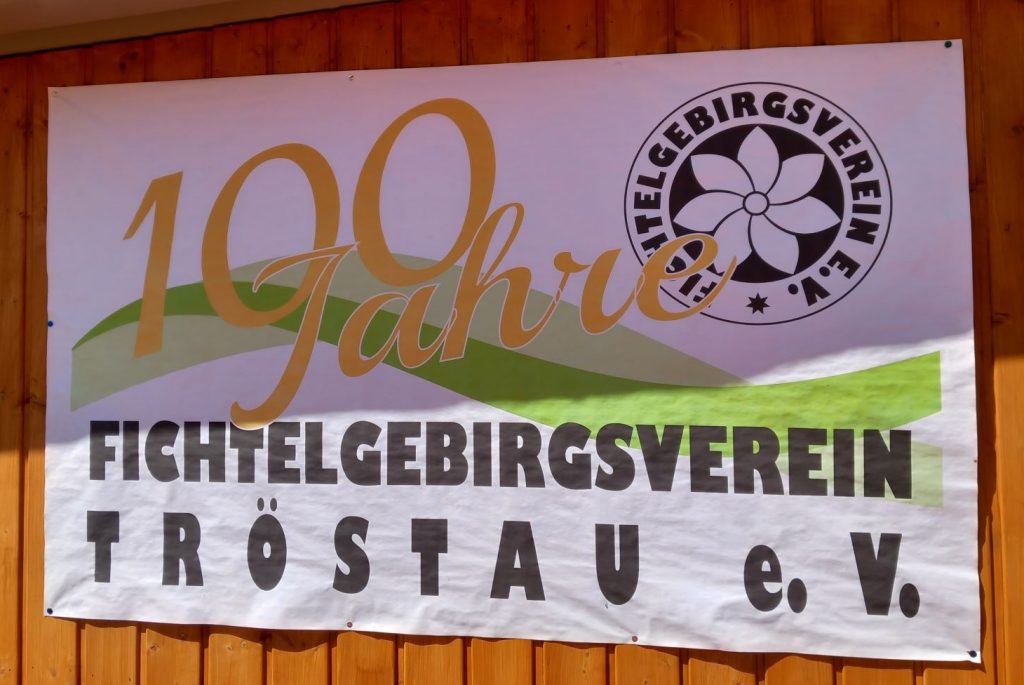 100
Jahre
FICHTELGEBIRGSVEREIN E.V.
FICHTELGEBIRGSVEREIN
TRÖSTAU e. V.